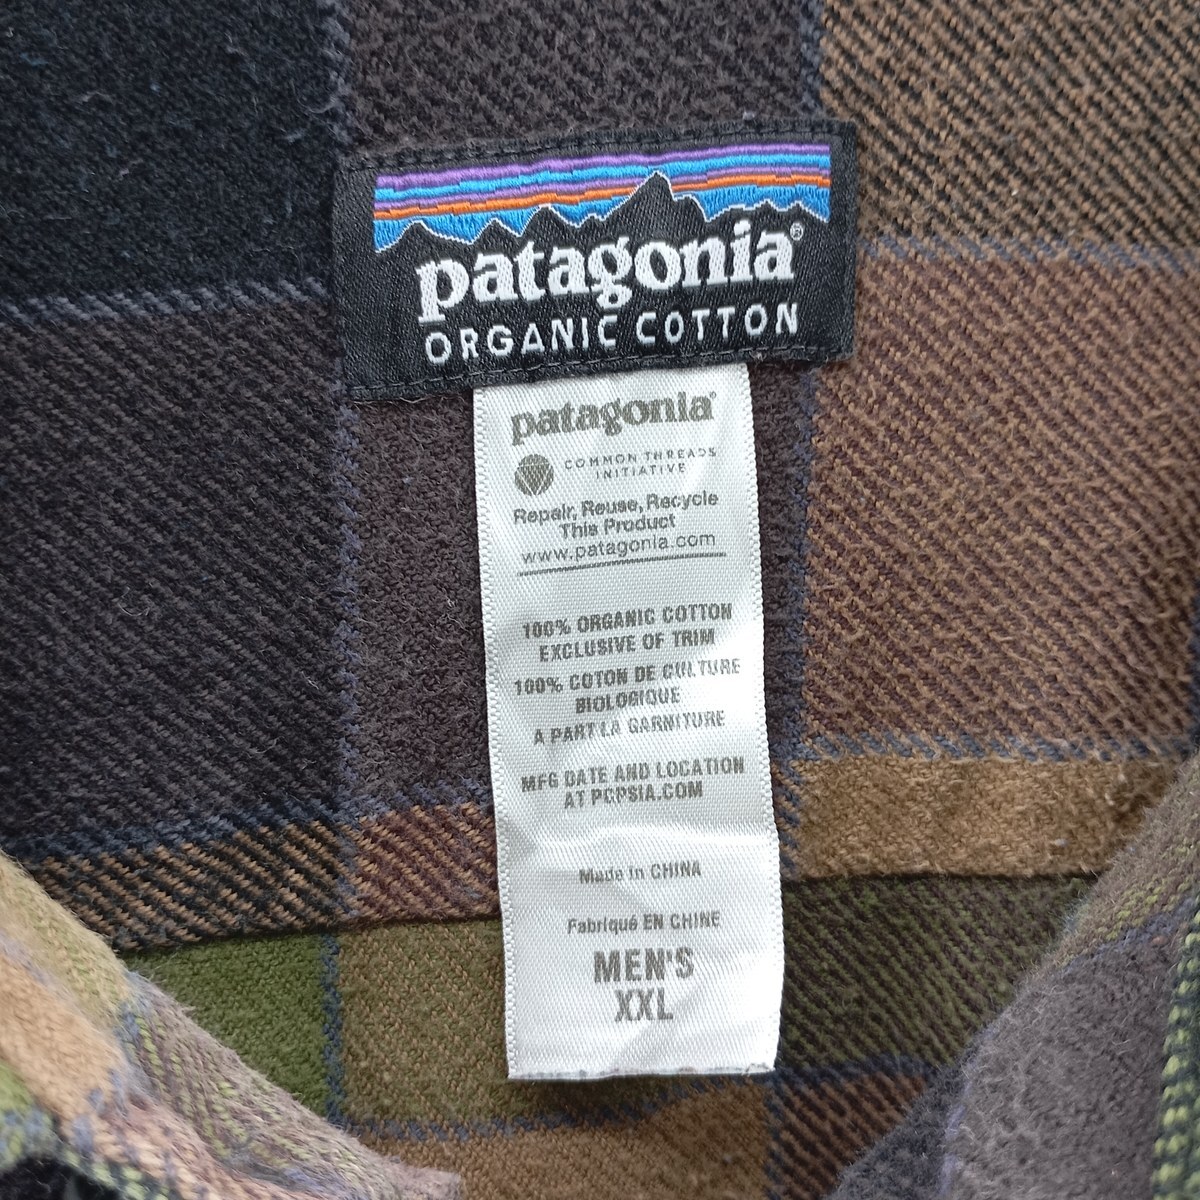 patagonia®
ORGANIC COTTON
patagonia®
COMMON THREADS
INITIATIVE
Repair, Reuse, Recycle
This Product
www.patagonia.com
100% ORGANIC COTTON
EXCLUSIVE OF TRIM
100% COTON DE CULTURE
BIOLOGIQUE
A PART LA GARNITURE
MFG DATE AND LOCATION
AT PGPSIA.COM
Made in CHINA
Fabriqué EN CHINE
MEN'S
XXL